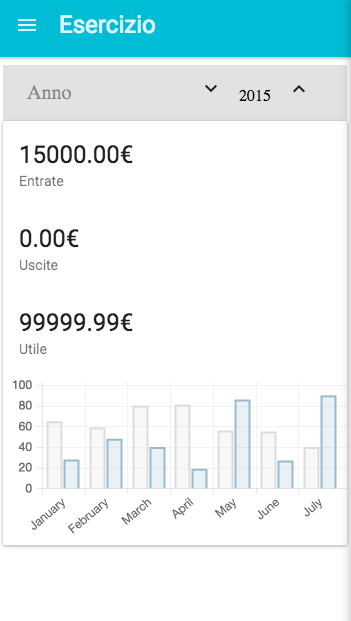 Esercizio
Anno 2015
15000.00€
Entrate
0.00€
Uscite
99999.99€
Utile
100
80
60
40
20
0
January February March April May June July